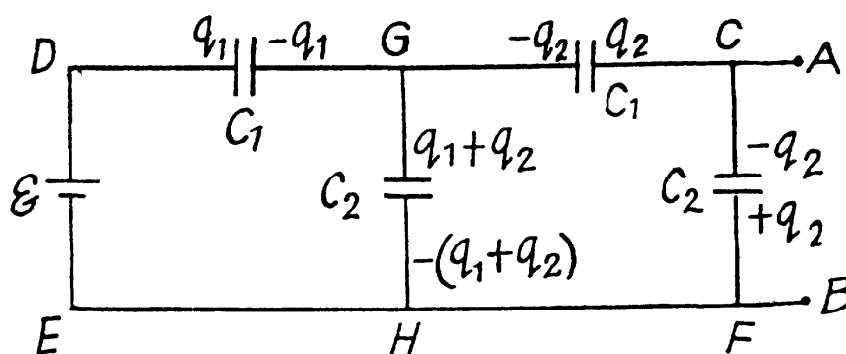 D q₁ -q₁ G -q₂ q₂ C A
C₁ C₁
q₁+q₂ -q₂
ℰ C₂ C₂
+q₂
-(q₁+q₂)
B
E H F